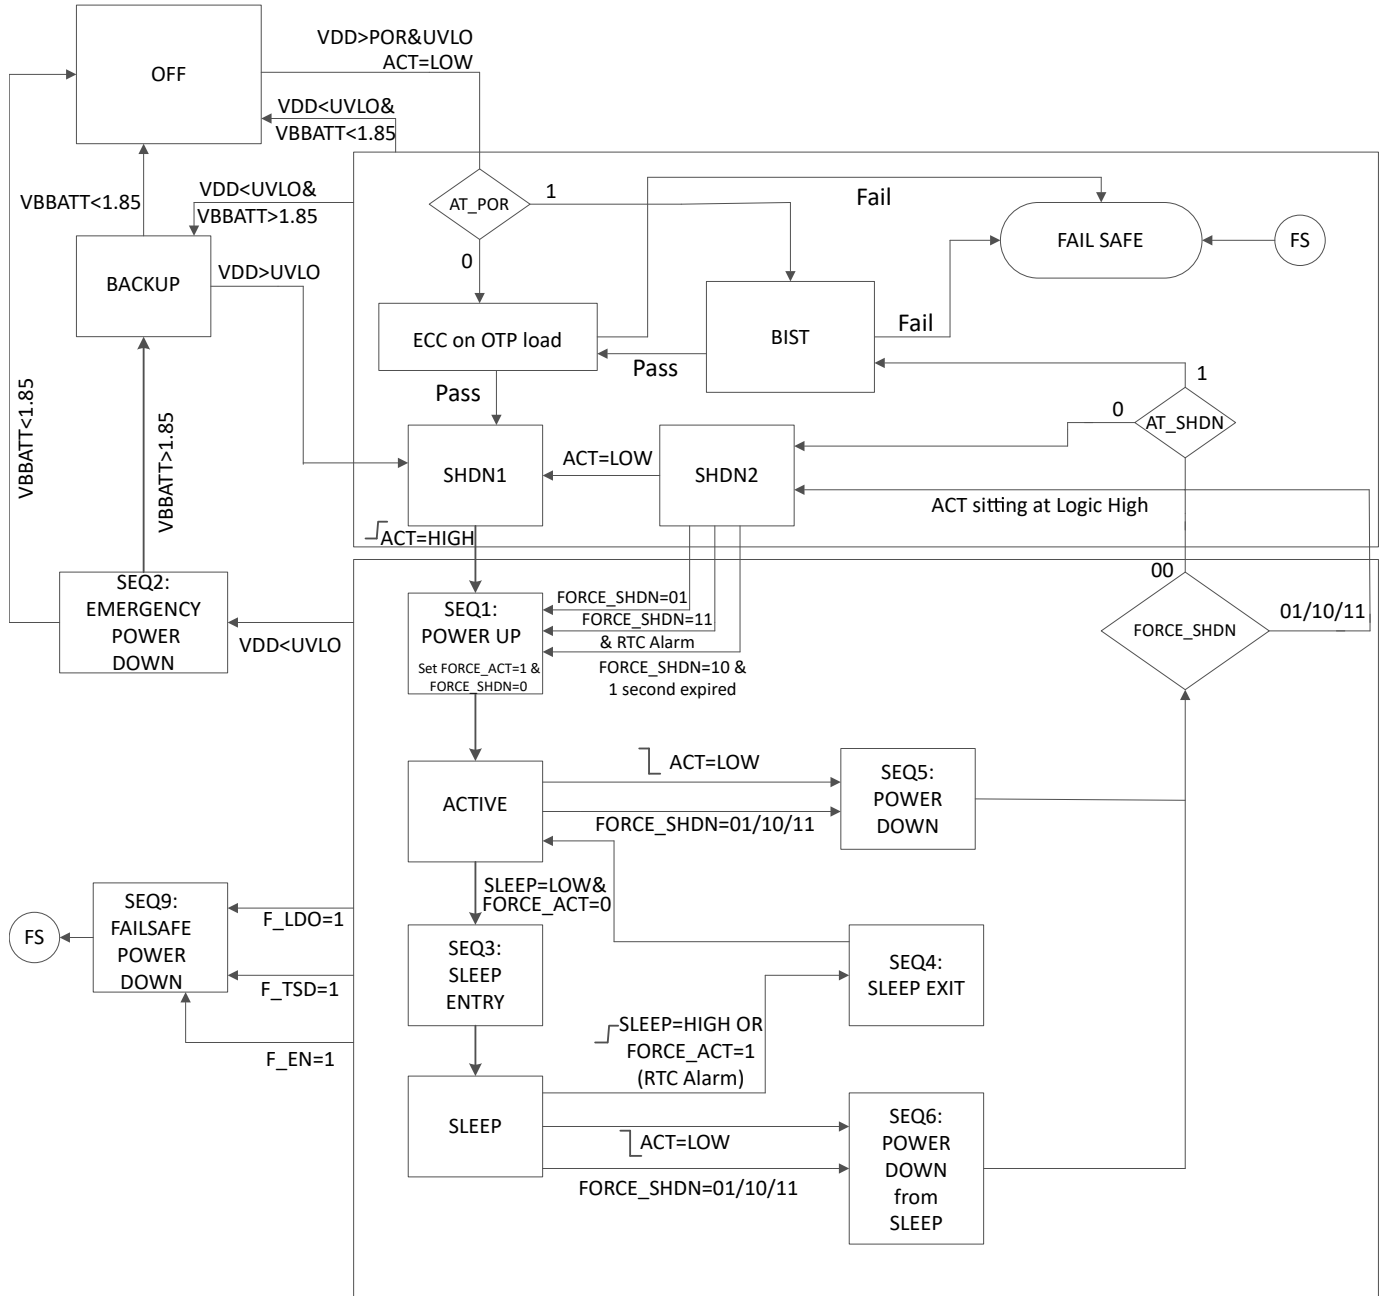 VDD>POR&UVLO
ACT=LOW
OFF
VDD<UVLO&
VBBATT<1.85
VBBATT<1.85
VDD<UVLO&
VBBATT>1.85
AT_POR
1
0
Fail
FAIL SAFE
FS
BACKUP
VDD>UVLO
ECC on OTP load
BIST
Fail
Pass
Pass
1
0
AT_SHDN
VBBATT<1.85
VBBATT>1.85
SHDN1
ACT=LOW
SHDN2
ACT sitting at Logic High
ACT=HIGH
SEQ2:
EMERGENCY
POWER
DOWN
VDD<UVLO
SEQ1:
POWER UP
Set FORCE_ACT=1 &
FORCE_SHDN=0
FORCE_SHDN=01
FORCE_SHDN=11
& RTC Alarm
FORCE_SHDN=10 &
1 second expired
00
FORCE_SHDN
01/10/11
ACTIVE
ACT=LOW
FORCE_SHDN=01/10/11
SEQ5:
POWER
DOWN
SLEEP=LOW&
FORCE_ACT=0
SEQ9:
FAILSAFE
POWER
DOWN
FS
F_LDO=1
F_TSD=1
F_EN=1
SEQ3:
SLEEP
ENTRY
SEQ4:
SLEEP EXIT
SLEEP=HIGH OR
FORCE_ACT=1
(RTC Alarm)
SLEEP
ACT=LOW
FORCE_SHDN=01/10/11
SEQ6:
POWER
DOWN
from
SLEEP